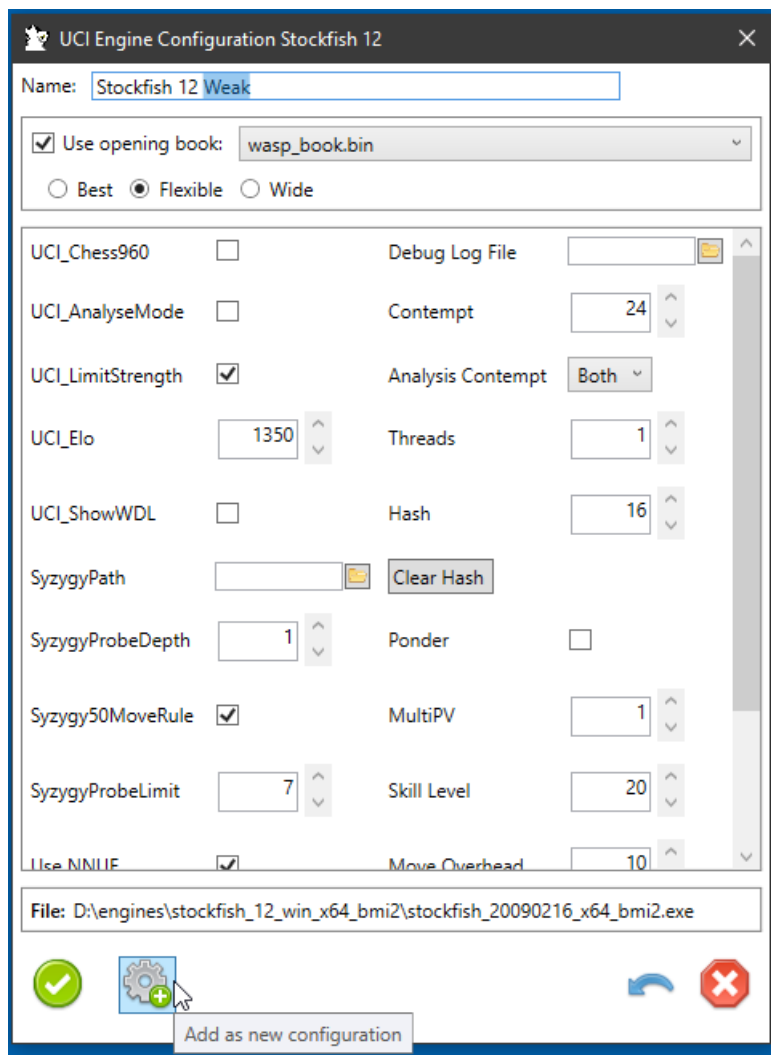 UCI Engine Configuration Stockfish 12
Name: Stockfish 12 Weak
Use opening book: wasp_book.bin
Best Flexible Wide
UCI_Chess960 Debug Log File
UCI_AnalyseMode Contempt 24
UCI_LimitStrength Analysis Contempt Both
UCI_Elo 1350 Threads 1
UCI_ShowWDL Hash 16
SyzygyPath Clear Hash
SyzygyProbeDepth 1 Ponder
Syzygy50MoveRule MultiPV 1
SyzygyProbeLimit 7 Skill Level 20
Use NNUE Move Overhead 10
File: D:\engines\stockfish_12_win_x64_bmi2\stockfish_20090216_x64_bmi2.exe
Add as new configuration